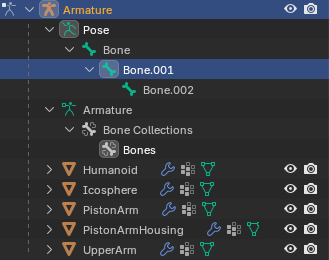 Armature
Pose
Bone
Bone.001
Bone.002
Armature
Bone Collections
Bones
Humanoid
Icosphere
PistonArm
PistonArmHousing
UpperArm